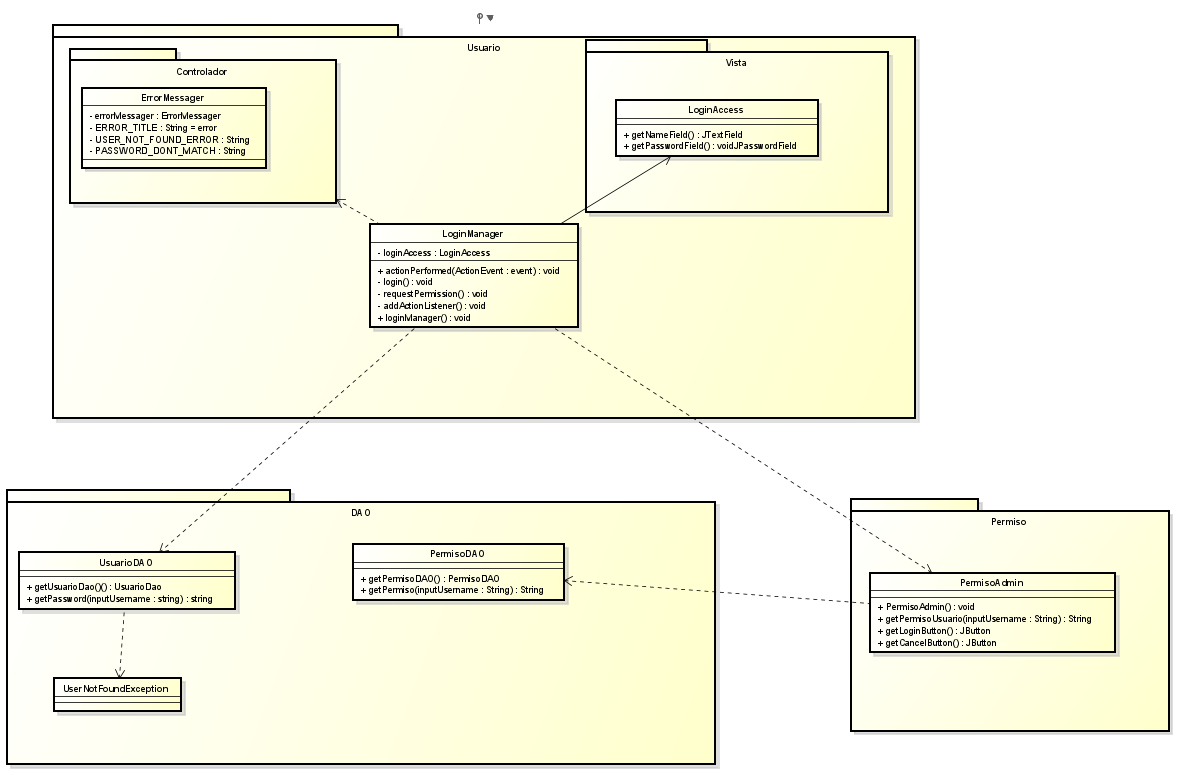 Usuario
Controlador
ErrorMessager
- errorMessager : ErrorMessager
- ERROR_TITLE : String = error
- USER_NOT_FOUND_ERROR : String
- PASSWORD_DONT_MATCH : String
Vista
LoginAccess
+ getNameField() : JTextField
+ getPasswordField() : voidJPasswordField
LoginManager
- loginAccess : LoginAccess
+ actionPerformed(ActionEvent : event) : void
- login() : void
- requestPermission() : void
- addActionListener() : void
+ loginManager() : void
DAO
UsuarioDAO
+ getUsuarioDao()() : UsuarioDao
+ getPassword(inputUsername : string) : string
UserNotFoundException
PermisoDAO
+ getPermisoDAO() : PermisoDAO
+ getPermiso(inputUsername : String) : String
Permiso
PermisoAdmin
+ PermisoAdmin() : void
+ getPermisoUsuario(inputUsername : String) : String
+ getLoginButton() : JButton
+ getCancelButton() : JButton